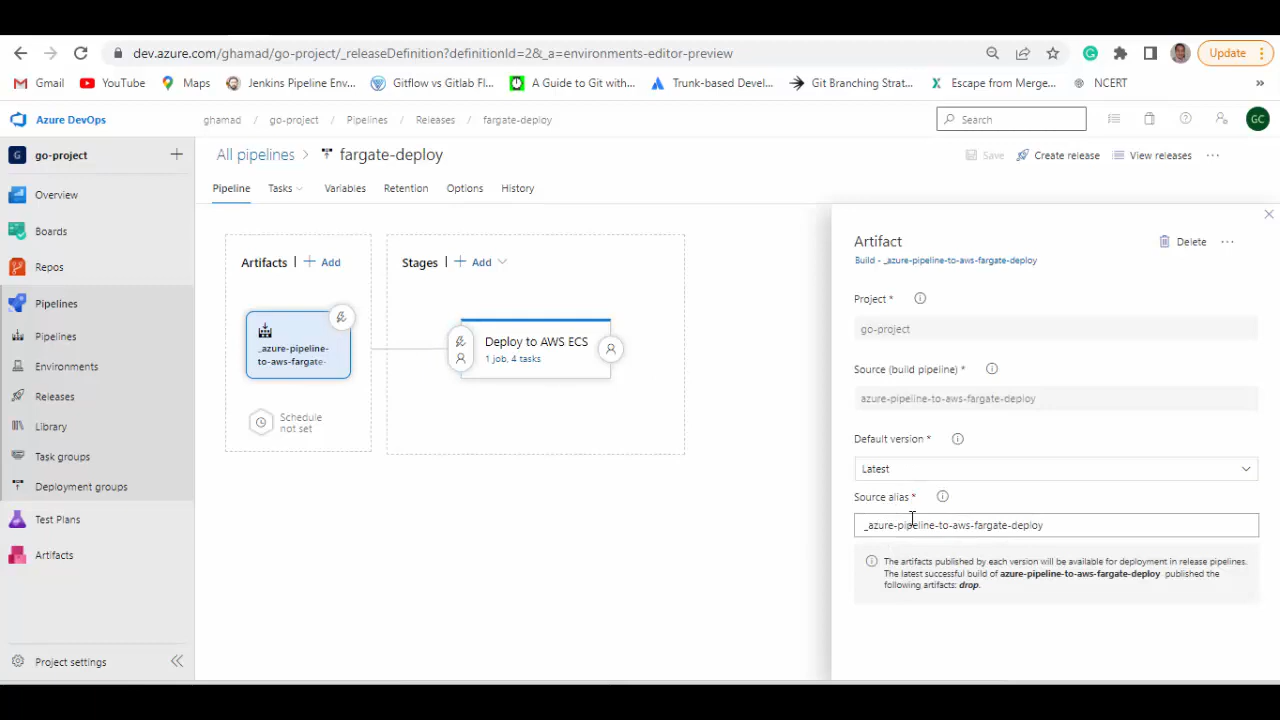 dev.azure.com/ghamad/go-project/_releaseDefinition?definitionId=2&_a=environments-editor-preview
Update
Gmail YouTube Maps Jenkins Pipeline Env... Gitflow vs Gitlab Fl... A Guide to Git with... Trunk-based Devel... Git Branching Strat... Escape from Merge... NCERT »
Azure DevOps
ghamad / go-project / Pipelines / Releases / fargate-deploy
Search
GC
G go-project
Overview
Boards
Repos
Pipelines
Pipelines
Environments
Releases
Library
Task groups
Deployment groups
Test Plans
Artifacts
Project settings
All pipelines > fargate-deploy
Save Create release View releases ...
Pipeline Tasks Variables Retention Options History
Artifacts | + Add
_azure-pipeline-
to-aws-fargate-
Schedule
not set
Stages | + Add
Deploy to AWS ECS
1 job, 4 tasks
Artifact
Delete ...
Build - _azure-pipeline-to-aws-fargate-deploy
Project *
go-project
Source (build pipeline) *
azure-pipeline-to-aws-fargate-deploy
Default version *
Latest
Source alias *
_azure-pipeline-to-aws-fargate-deploy
The artifacts published by each version will be available for deployment in release pipelines.
The latest successful build of azure-pipeline-to-aws-fargate-deploy published the
following artifacts: drop.